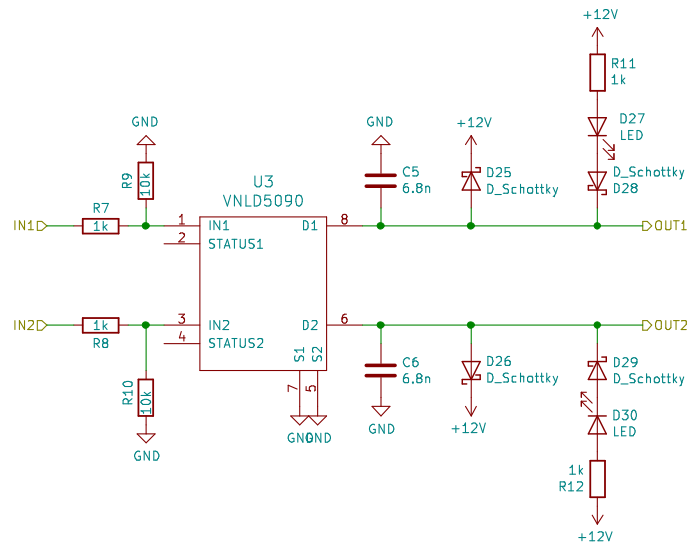 +12V
R11
1k
GND
GND
+12V
D27
LED
R9
10k
U3
VNLD5090
C5
6.8n
D25
D_Schottky
D_Schottky
D28
R7
IN1
1k
1
IN1
D1
8
OUT1
2
STATUS1
IN2
1k
3
IN2
D2
6
OUT2
R8
4
STATUS2
S1
S2
7
5
R10
10k
GND
GND
GND
C6
6.8n
GND
D26
D_Schottky
+12V
D29
D_Schottky
D30
LED
1k
R12
+12V